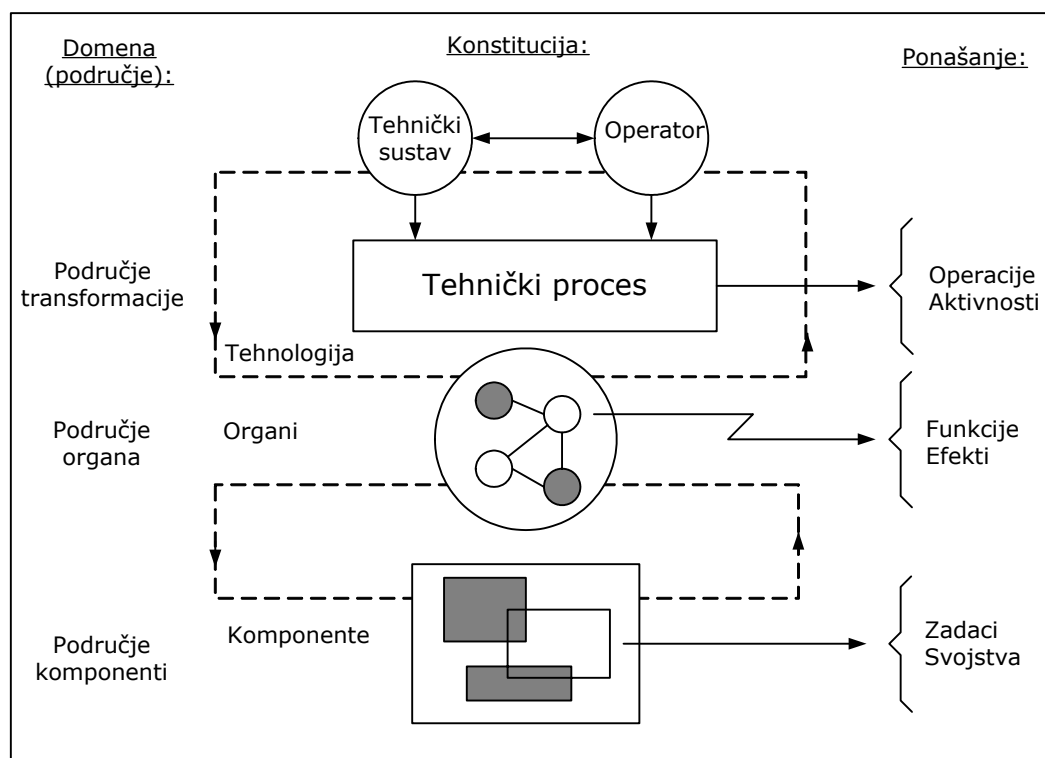 Domena
(područje):
Konstitucija:
Ponašanje:
Tehnički
sustav
Operator
Područje
transformacije
Tehnički proces
Operacije
Aktivnosti
Tehnologija
Područje
organa
Organi
Funkcije
Efekti
Područje
komponenti
Komponente
Zadaci
Svojstva